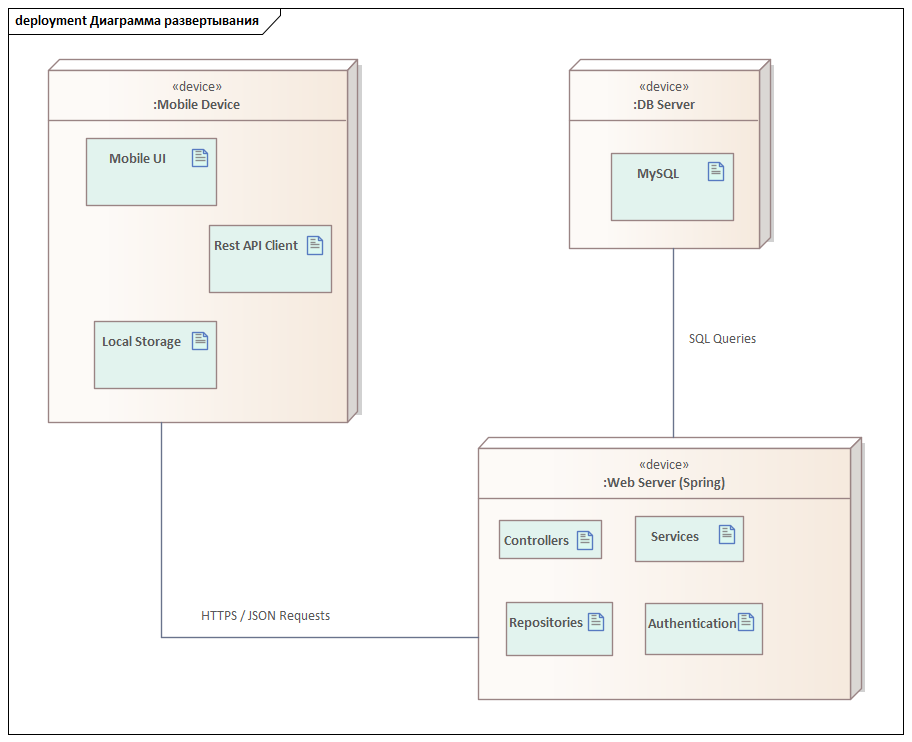 deployment Диаграмма развертывания
«device»
:Mobile Device
Mobile UI
Rest API Client
Local Storage
«device»
:DB Server
MySQL
SQL Queries
HTTPS / JSON Requests
«device»
:Web Server (Spring)
Controllers
Services
Repositories
Authentication